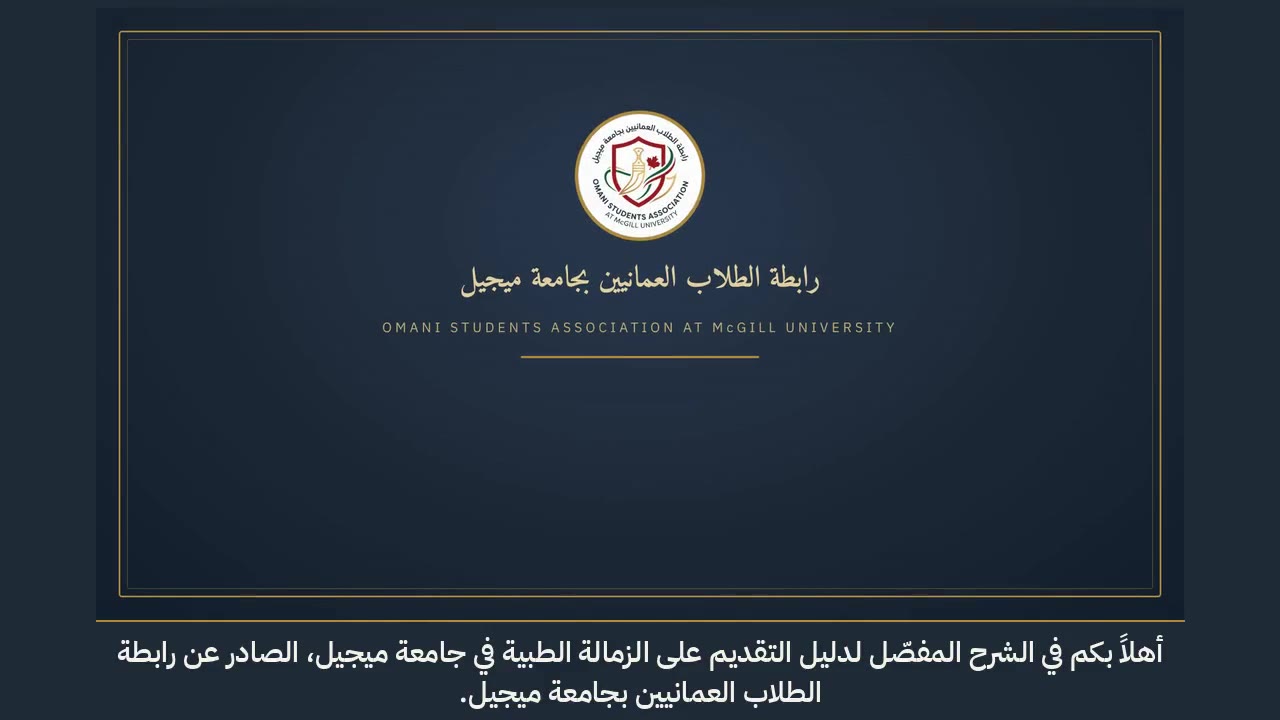 رابطة الطلاب العمانيين بجامعة ميجيل
OMANI STUDENTS ASSOCIATION
AT McGILL UNIVERSITY
رابطة الطلاب العمانيين بجامعة ميجيل
OMANI STUDENTS ASSOCIATION AT McGILL UNIVERSITY
أهلاً بكم في الشرح المفصّل لدليل التقديم على الزمالة الطبية في جامعة ميجيل، الصادر عن رابطة
الطلاب العمانيين بجامعة ميجيل.